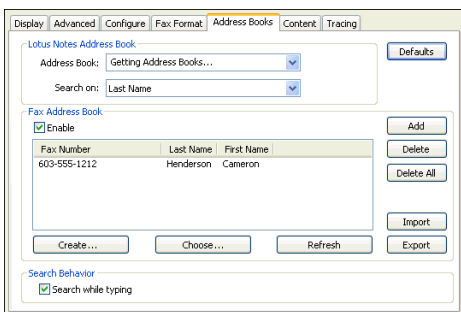 Display Advanced Configure Fax Format Address Books Content Tracing
Lotus Notes Address Book
Defaults
Address Book: Getting Address Books...
Search on: Last Name
Fax Address Book
Enable
Add
Fax Number Last Name First Name
Delete
603-555-1212 Henderson Cameron
Delete All
Import
Create... Choose... Refresh Export
Search Behavior
Search while typing